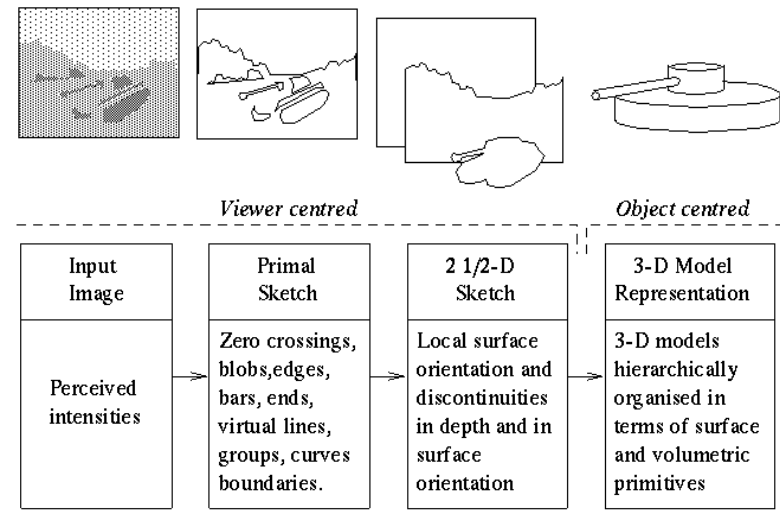 Viewer centred
Object centred
Input
Image
Perceived
intensities
Primal
Sketch
Zero crossings,
blobs,edges,
bars, ends,
virtual lines,
groups, curves
boundaries.
2 1/2-D
Sketch
Local surface
orientation and
discontinuities
in depth and in
surface
orientation
3-D Model
Representation
3-D models
hierarchically
organised in
terms of surface
and volumetric
primitives